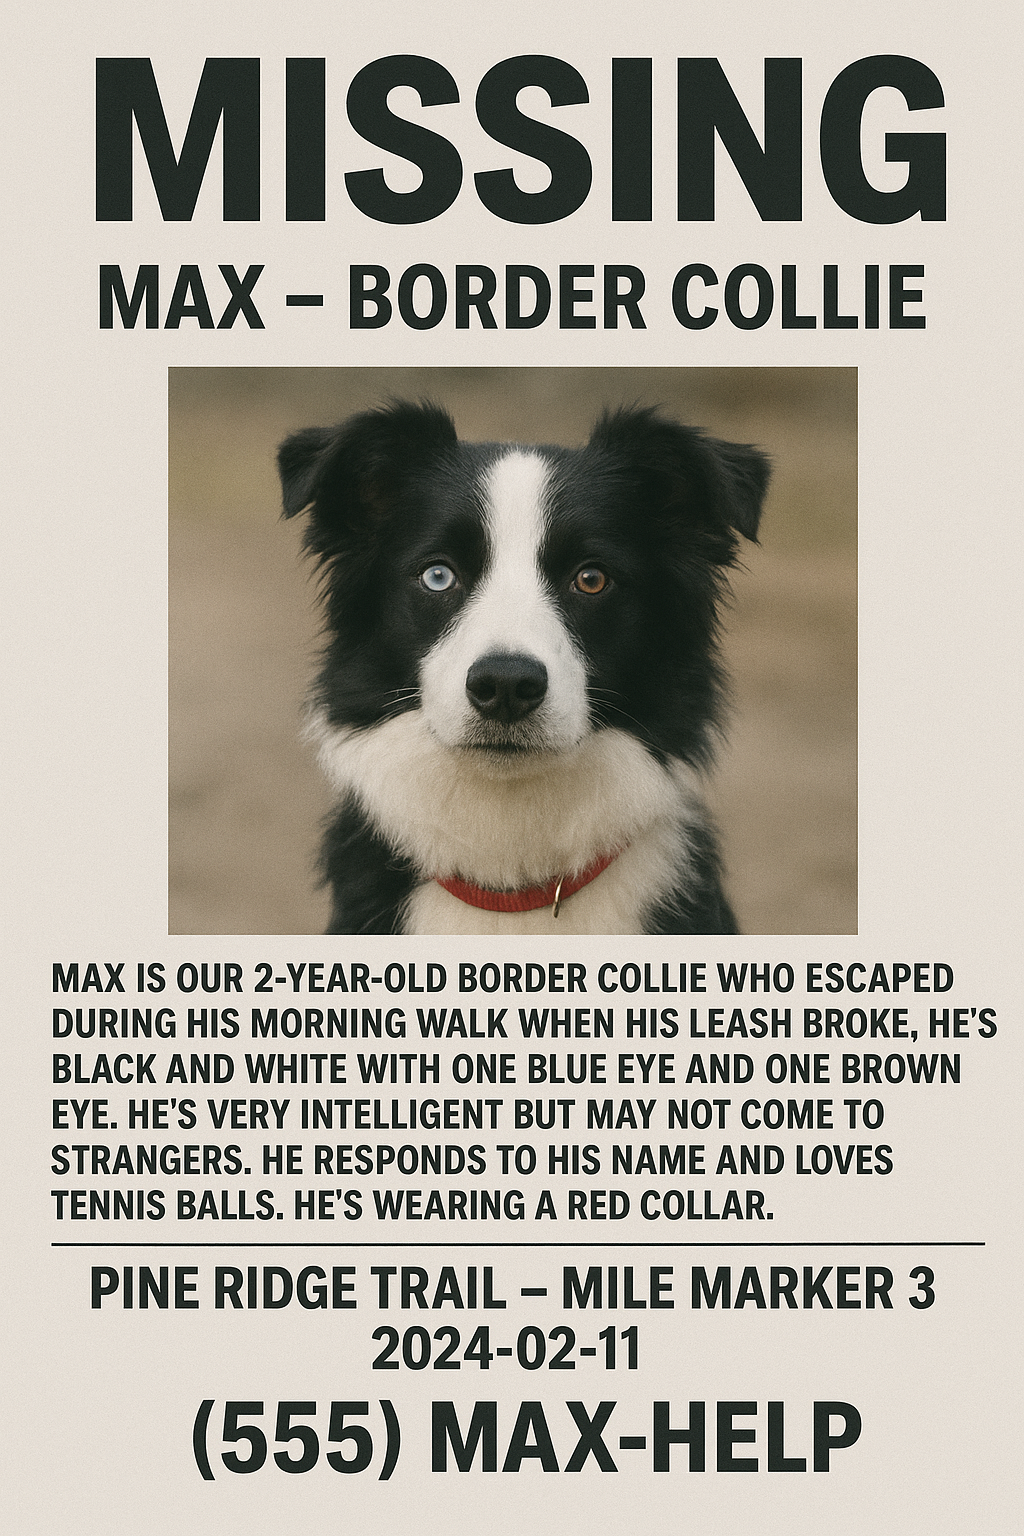 MISSING
MAX – BORDER COLLIE
MAX IS OUR 2-YEAR-OLD BORDER COLLIE WHO ESCAPED
DURING HIS MORNING WALK WHEN HIS LEASH BROKE, HE'S
BLACK AND WHITE WITH ONE BLUE EYE AND ONE BROWN
EYE. HE'S VERY INTELLIGENT BUT MAY NOT COME TO
STRANGERS. HE RESPONDS TO HIS NAME AND LOVES
TENNIS BALLS. HE'S WEARING A RED COLLAR.
PINE RIDGE TRAIL – MILE MARKER 3
2024-02-11
(555) MAX-HELP